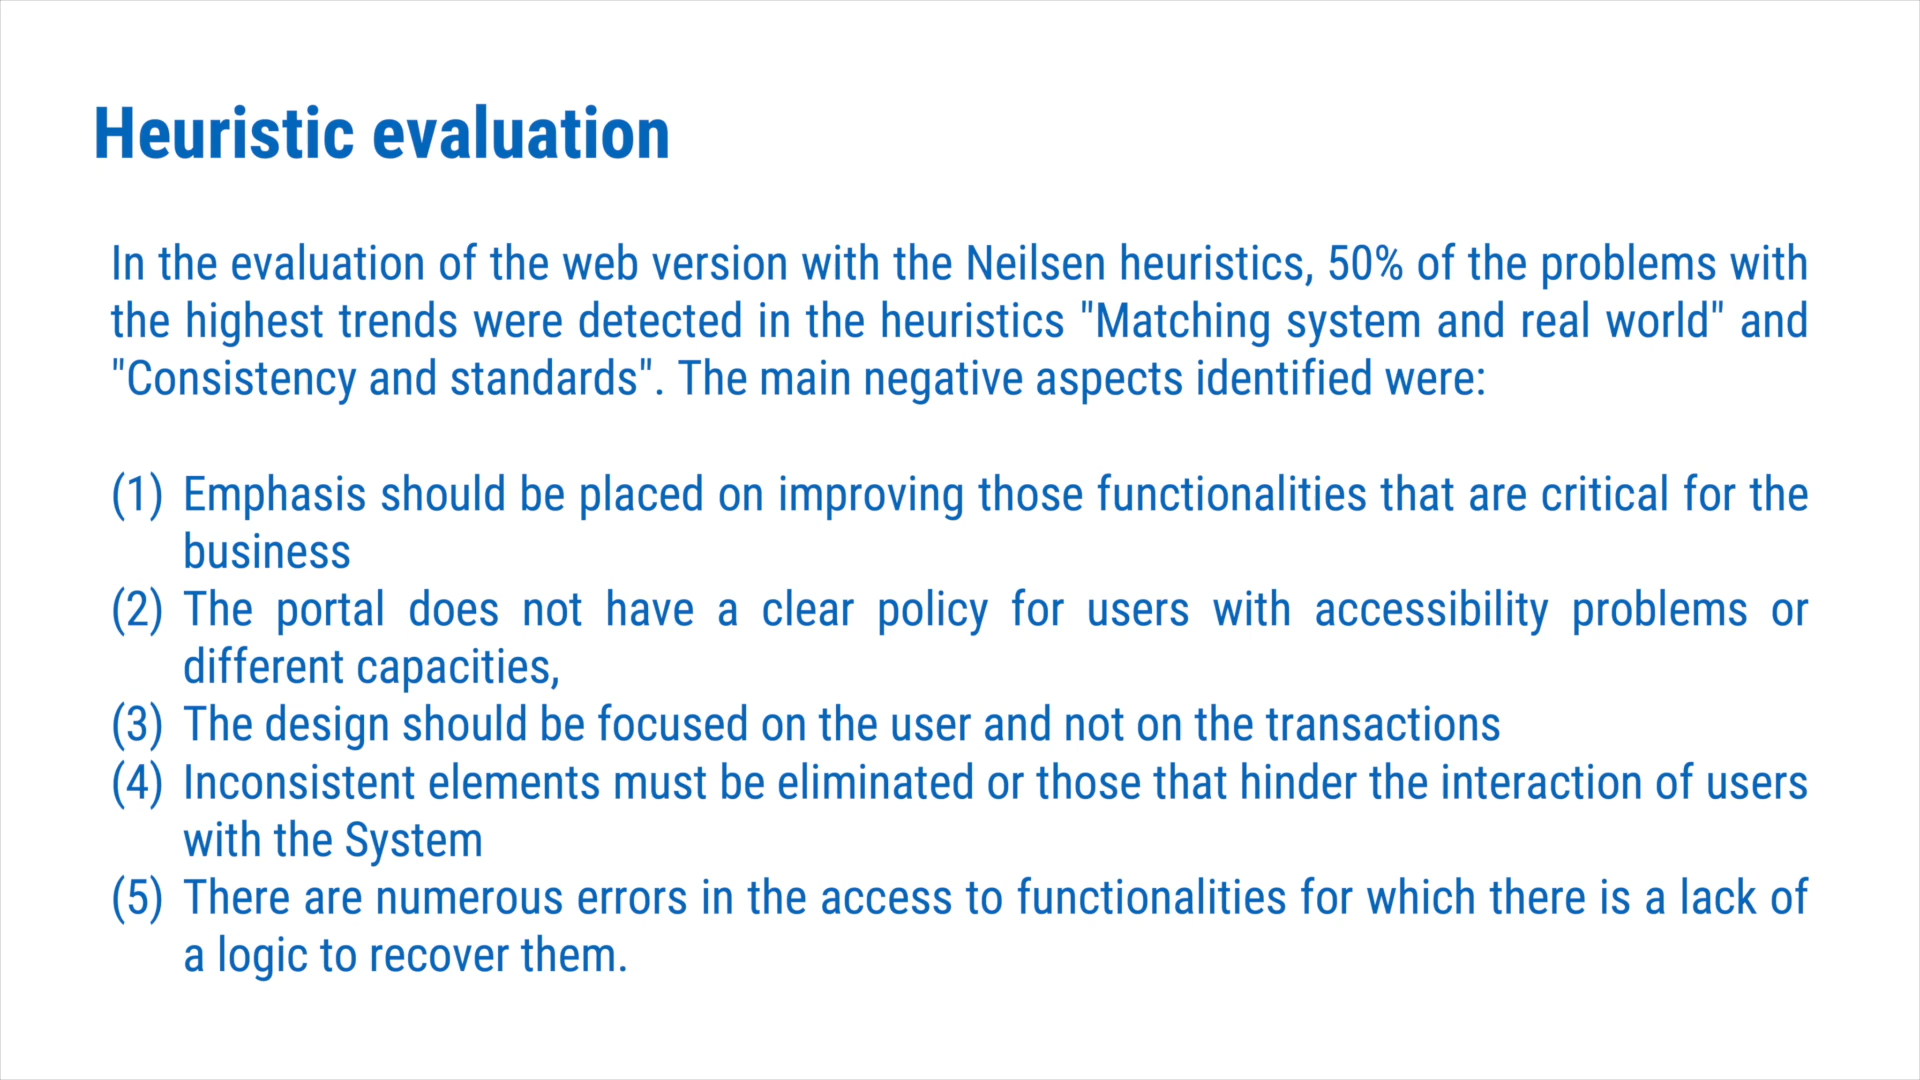 Heuristic evaluation
In the evaluation of the web version with the Neilsen heuristics, 50% of the problems with
the highest trends were detected in the heuristics "Matching system and real world" and
"Consistency and standards". The main negative aspects identified were:
(1) Emphasis should be placed on improving those functionalities that are critical for the
business
(2) The portal does not have a clear policy for users with accessibility problems or
different capacities,
(3) The design should be focused on the user and not on the transactions
(4) Inconsistent elements must be eliminated or those that hinder the interaction of users
with the System
(5) There are numerous errors in the access to functionalities for which there is a lack of
a logic to recover them.